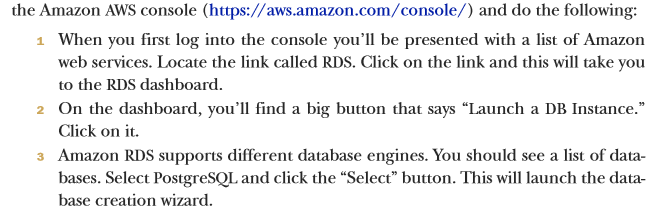 the Amazon AWS console (https://aws.amazon.com/console/) and do the following:
1 When you first log into the console you'll be presented with a list of Amazon
web services. Locate the link called RDS. Click on the link and this will take you
to the RDS dashboard.
2 On the dashboard, you'll find a big button that says “Launch a DB Instance.”
Click on it.
3 Amazon RDS supports different database engines. You should see a list of data-
bases. Select PostgreSQL and click the “Select” button. This will launch the data-
base creation wizard.